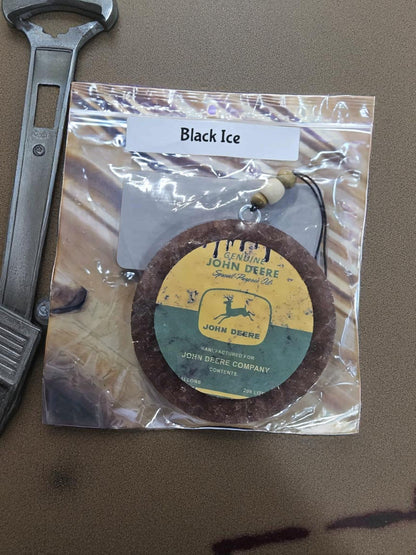 Black Ice
GENUINE
JOHN DEERE
Special Purpose Oil
JOHN DEERE
MANUFACTURED FOR
JOHN DEERE COMPANY
CONTENTS